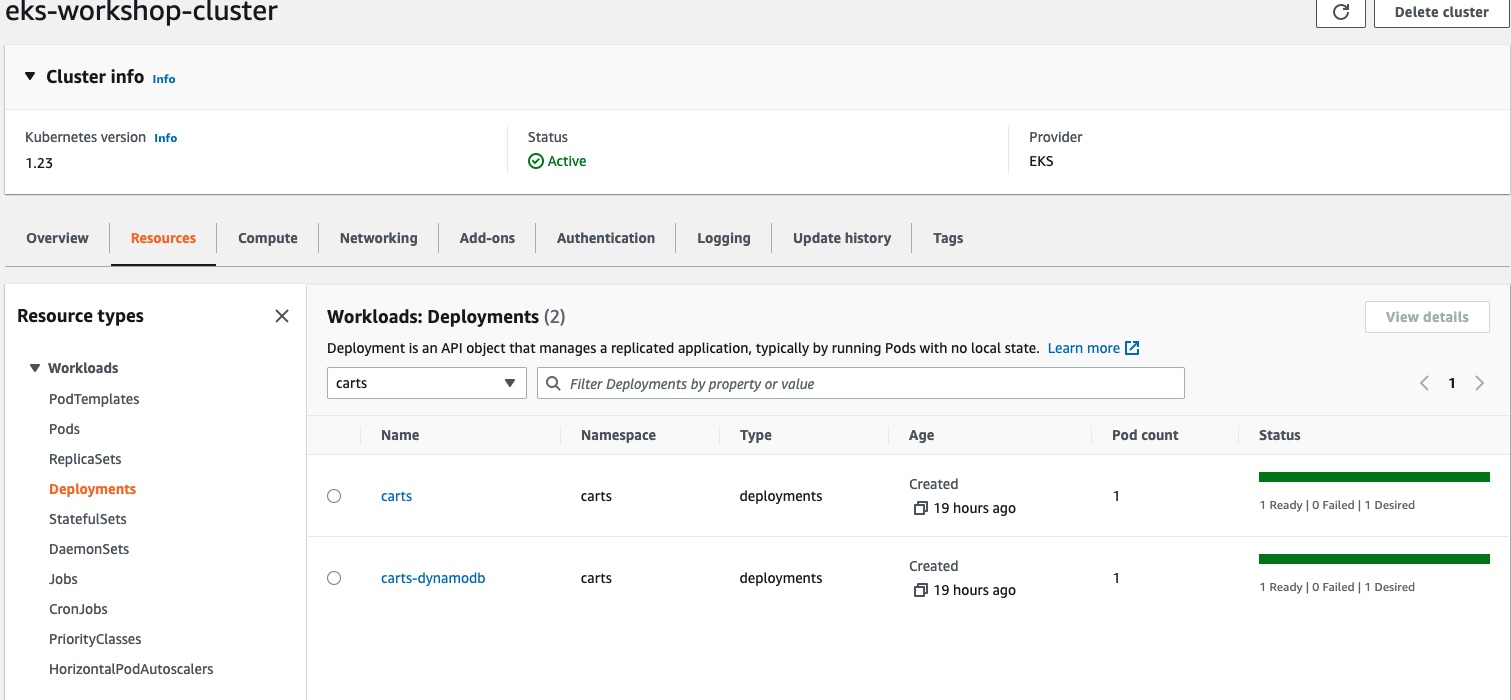 eks-workshop-cluster
Delete cluster
Cluster info Info
Kubernetes version Info
1.23
Status
Active
Provider
EKS
Overview Resources Compute Networking Add-ons Authentication Logging Update history Tags
Resource types
Workloads
PodTemplates
Pods
ReplicaSets
Deployments
StatefulSets
DaemonSets
Jobs
CronJobs
PriorityClasses
HorizontalPodAutoscalers
Workloads: Deployments (2)
View details
Deployment is an API object that manages a replicated application, typically by running Pods with no local state. Learn more
carts
Filter Deployments by property or value
1
Name Namespace Type Age Pod count Status
carts carts deployments Created
19 hours ago
1
1 Ready | 0 Failed | 1 Desired
carts-dynamodb carts deployments Created
19 hours ago
1
1 Ready | 0 Failed | 1 Desired